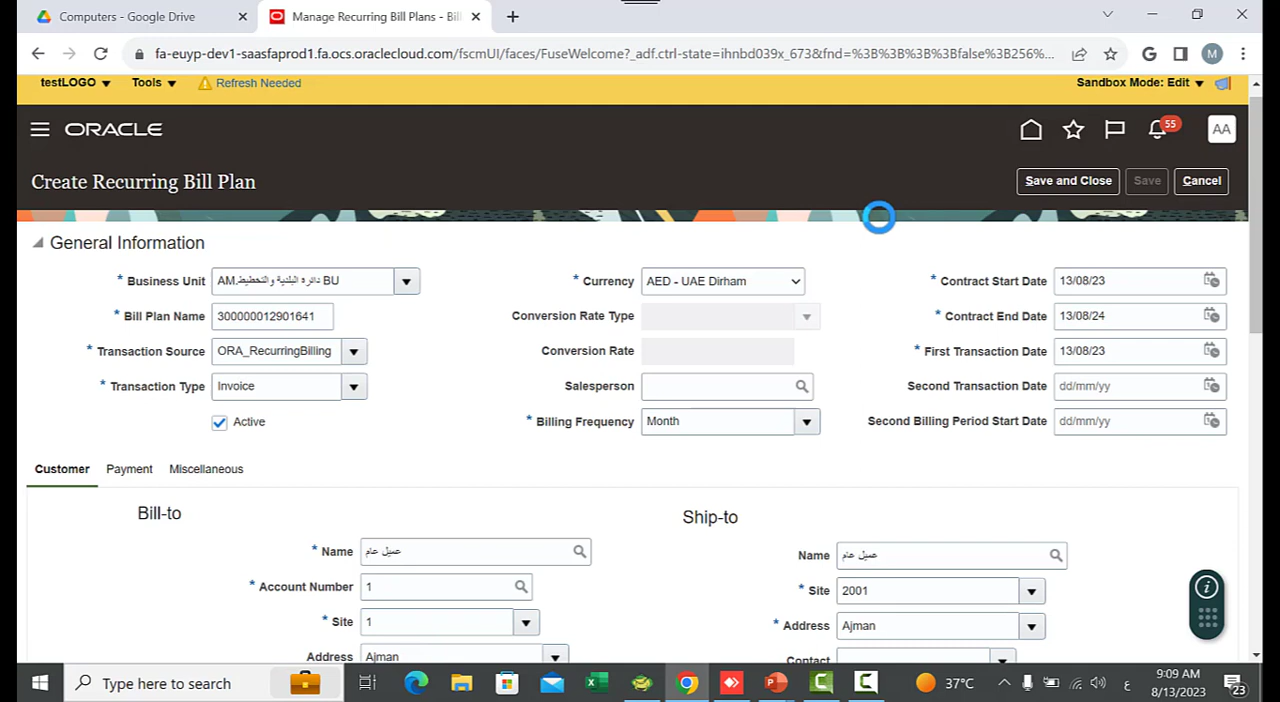 Computers - Google Drive
Manage Recurring Bill Plans - Bil
fa-euyp-dev1-saasfaprod1.fa.ocs.oraclecloud.com/fscmUI/faces/FuseWelcome?_adf.ctrl-state=ihnbd039x_673&fnd=%3B%3B%3B%3Bfalse%3B256%...
M
testLOGO Tools Refresh Needed Sandbox Mode: Edit
ORACLE 55 AA
Create Recurring Bill Plan Save and Close Save Cancel
General Information
* Business Unit AM.دائره البلدية والتخطيط BU * Currency AED - UAE Dirham * Contract Start Date 13/08/23
* Bill Plan Name 300000012901641 Conversion Rate Type * Contract End Date 13/08/24
* Transaction Source ORA_RecurringBilling Conversion Rate * First Transaction Date 13/08/23
* Transaction Type Invoice Salesperson Second Transaction Date dd/mm/yy
Active * Billing Frequency Month Second Billing Period Start Date dd/mm/yy
Customer Payment Miscellaneous
Bill-to Ship-to
* Name عميل عام Name عميل عام
* Account Number 1 * Site 2001
* Site 1 * Address Ajman
Address Ajman Contact
Type here to search 37°C ع 9:09 AM
8/13/2023 23